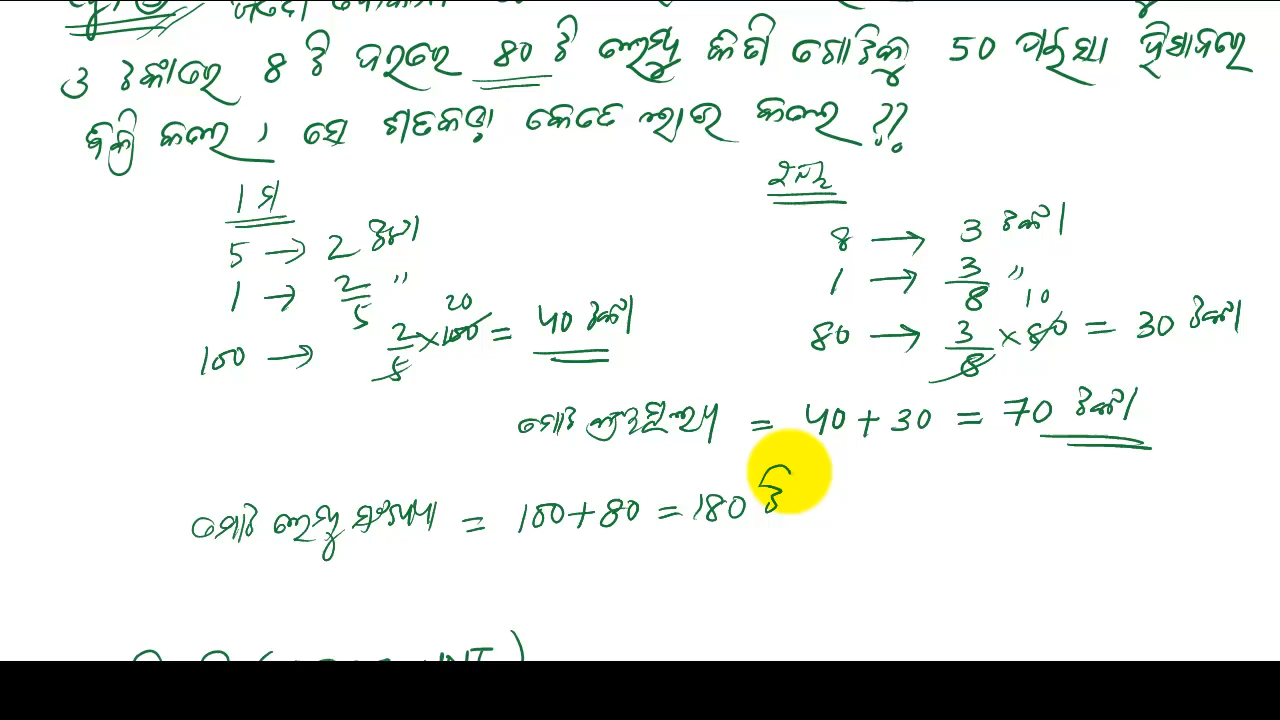 ୩ ଟଙ୍କାରେ 8 ଟି ଦରରେ 80 ଟି ଲେମ୍ବୁ କିଣି ଗୋଟିକୁ 50 ପଇସା ହିସାବରେ
ବିକ୍ରି କଲେ । ସେ ଶତକଡ଼ା କେତେ ଲାଭ କଲେ ??
1 ମ
5 → 2 ଟଙ୍କା
1 → 2/5 "
100 → 2/5 × 100 = 40 ଟଙ୍କା
20
8 → 3 ଟଙ୍କା
1 → 3/8 "
80 → 3/8 × 80 = 30 ଟଙ୍କା
10
ମୋଟ କ୍ରୟମୂଲ୍ୟ = 40 + 30 = 70 ଟଙ୍କା
ମୋଟ ଲେମ୍ବୁ ସଂଖ୍ୟା = 100 + 80 = 180 ଟି